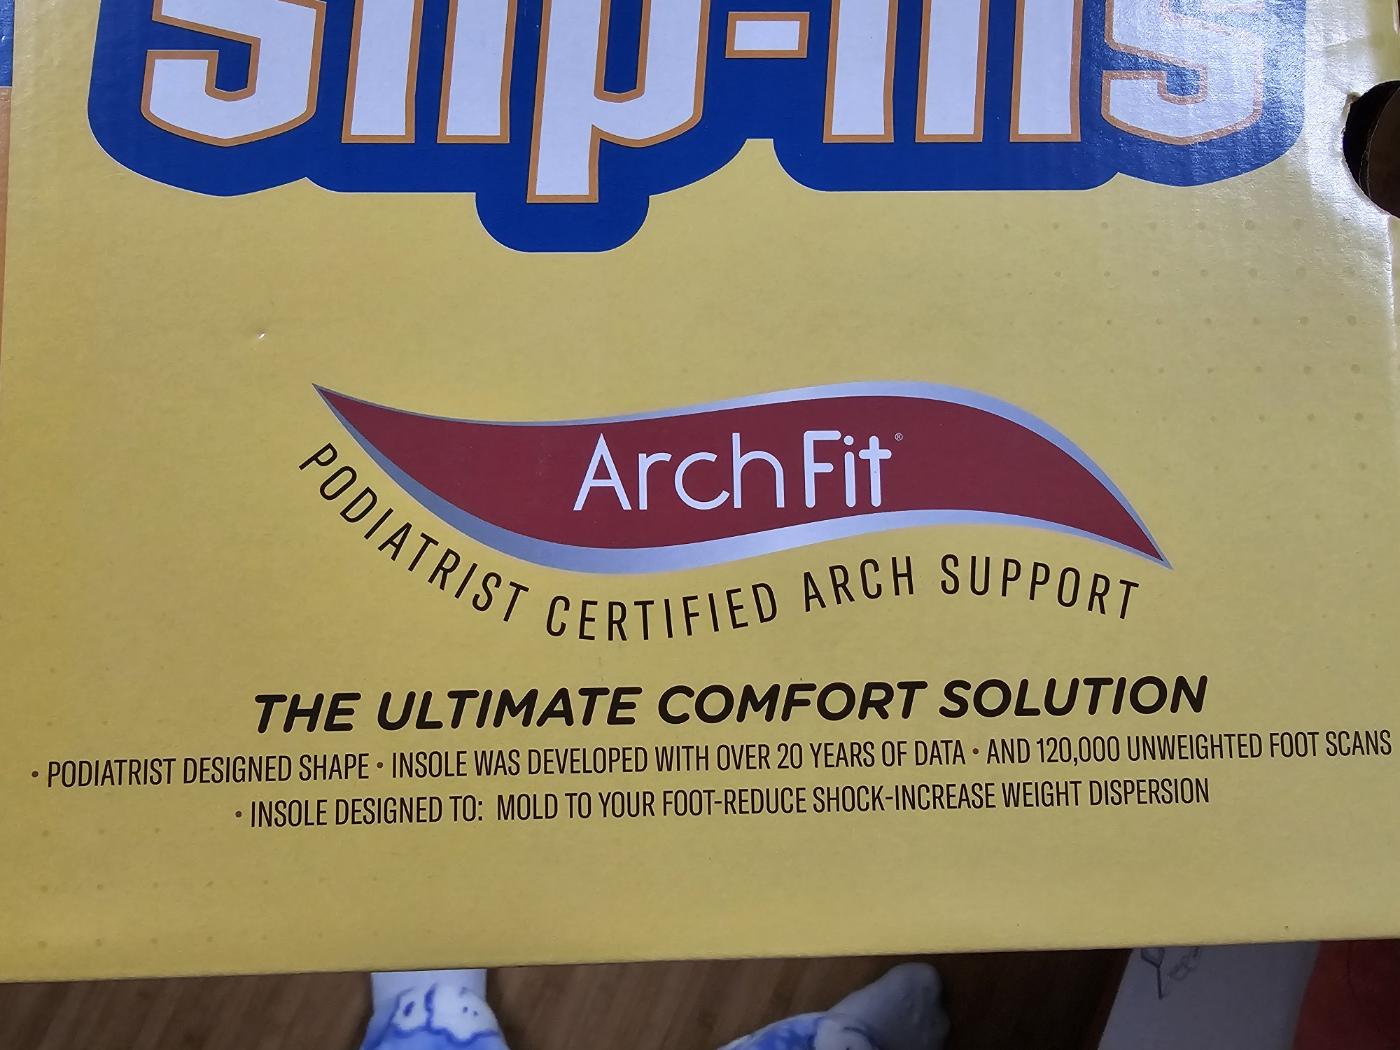 slip-ins
Arch Fit®
PODIATRIST CERTIFIED ARCH SUPPORT
THE ULTIMATE COMFORT SOLUTION
• PODIATRIST DESIGNED SHAPE • INSOLE WAS DEVELOPED WITH OVER 20 YEARS OF DATA • AND 120,000 UNWEIGHTED FOOT SCANS
• INSOLE DESIGNED TO: MOLD TO YOUR FOOT-REDUCE SHOCK-INCREASE WEIGHT DISPERSION